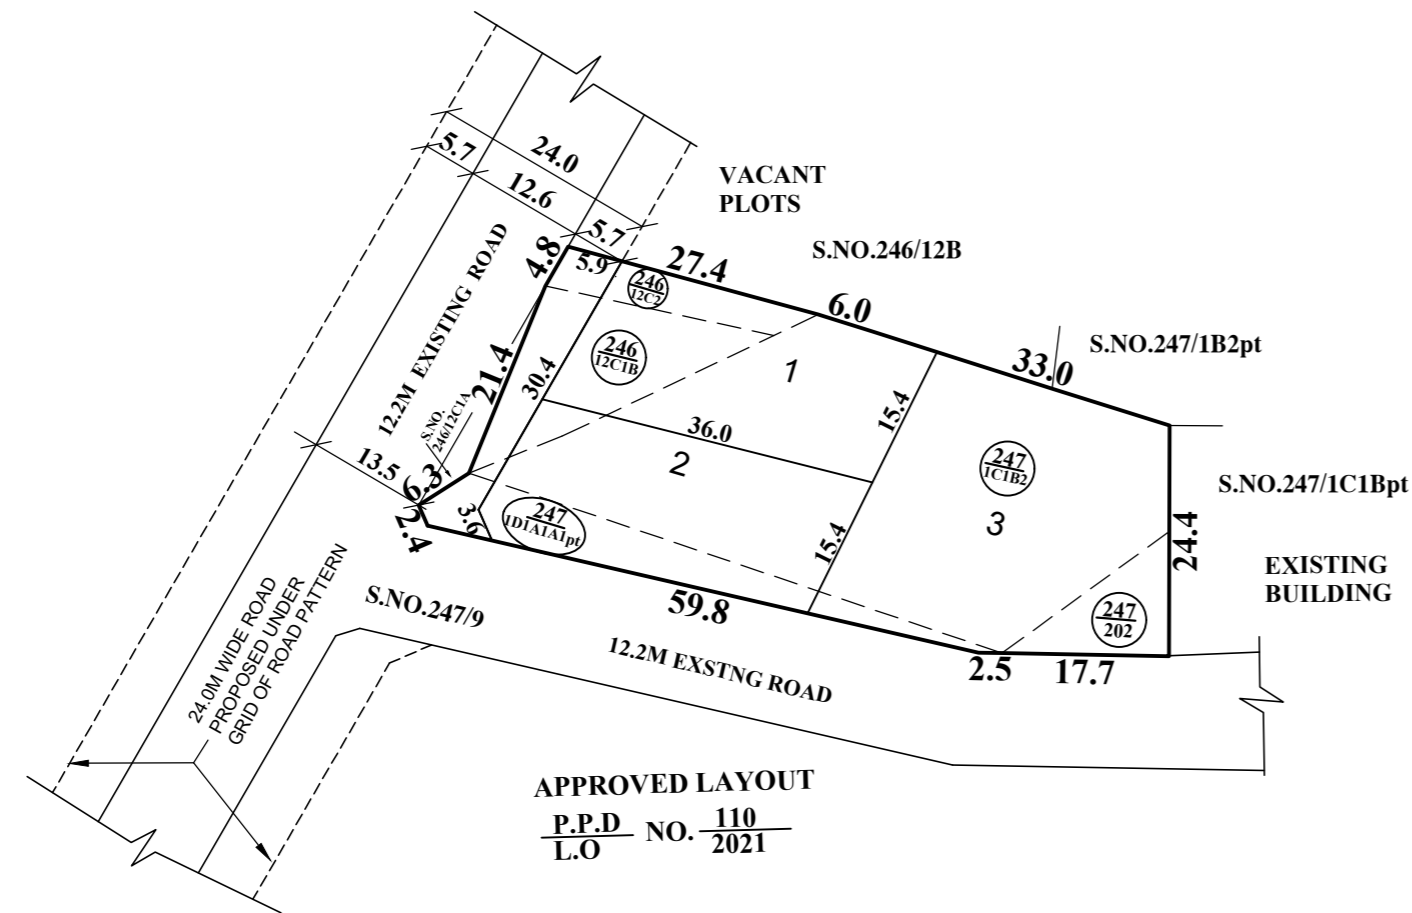 5.7
24.0
12.6
5.7
VACANT
PLOTS
S.NO.246/12B
4.8
5.9
27.4
6.0
33.0
S.NO.247/1B2pt
246
12C2
246
12C1B
12.2M EXISTING ROAD
21.4
30.4
1
15.4
36.0
2
S.NO.
246/12C1A
13.5
6.3
2.4
3.6
247
1D1A1A1pt
247
1C1B2
3
15.4
S.NO.247/1C1Bpt
24.4
EXISTING
BUILDING
247
202
59.8
2.5
17.7
S.NO.247/9
12.2M EXSTNG ROAD
24.0M WIDE ROAD
PROPOSED UNDER
GRID OF ROAD PATTERN
APPROVED LAYOUT
P.P.D NO. 110
L.O 2021